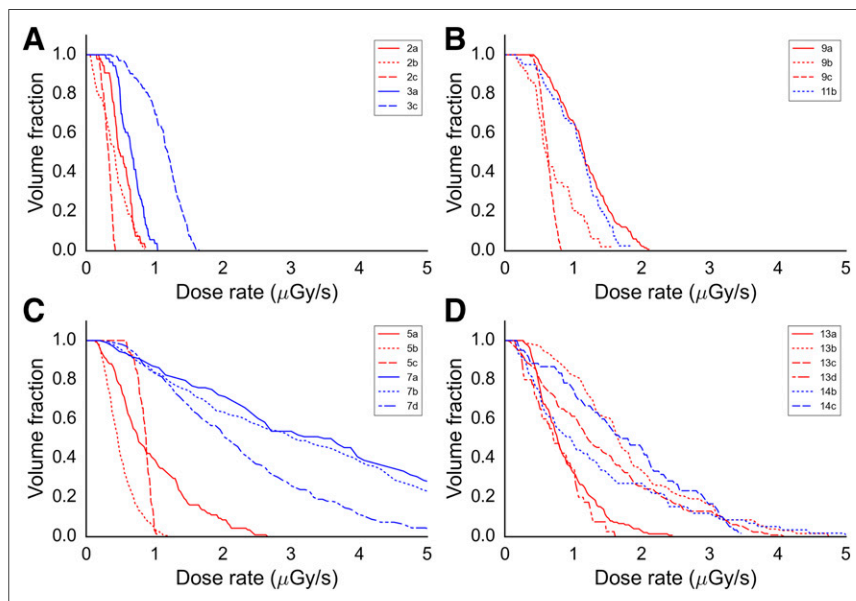 A
1.0
0.8
0.6
0.4
0.2
0.0
Volume fraction
0 1 2 3 4 5
Dose rate (μGy/s)
2a
2b
2c
3a
3c
B
1.0
0.8
0.6
0.4
0.2
0.0
Volume fraction
0 1 2 3 4 5
Dose rate (μGy/s)
9a
9b
9c
11b
C
1.0
0.8
0.6
0.4
0.2
0.0
Volume fraction
0 1 2 3 4 5
Dose rate (μGy/s)
5a
5b
5c
7a
7b
7d
D
1.0
0.8
0.6
0.4
0.2
0.0
Volume fraction
0 1 2 3 4 5
Dose rate (μGy/s)
13a
13b
13c
13d
14b
14c